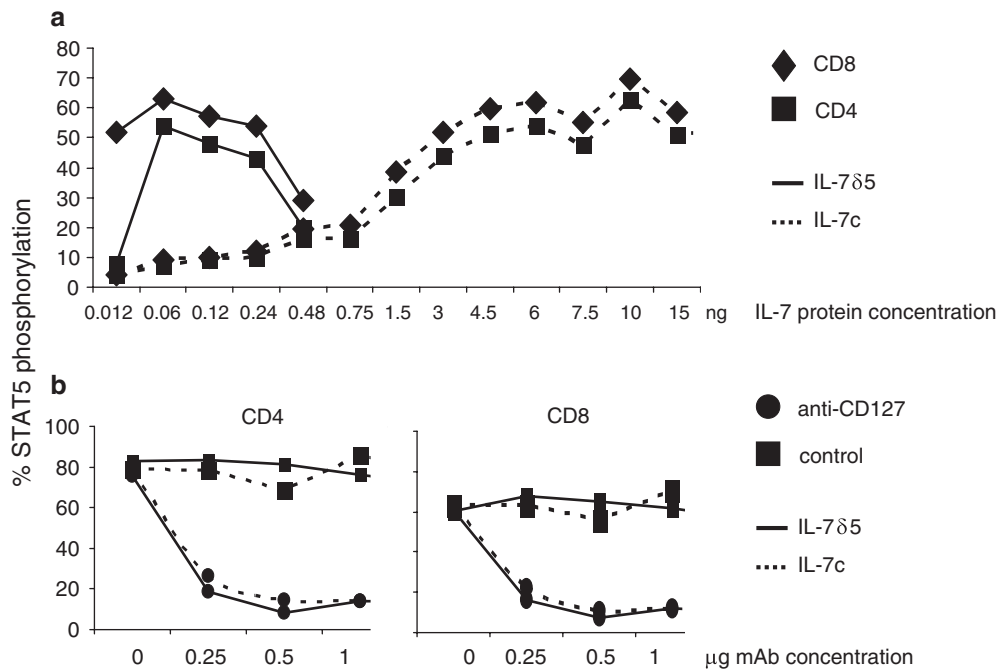 a
80
70
60
50
40
30
20
10
0
0.012 0.06 0.12 0.24 0.48 0.75 1.5 3 4.5 6 7.5 10 15 ng
IL-7 protein concentration
CD8
CD4
IL-7δ5
IL-7c
% STAT5 phosphorylation
b
CD4
CD8
100
80
60
40
20
0
0 0.25 0.5 1
0 0.25 0.5 1
μg mAb concentration
anti-CD127
control
IL-7δ5
IL-7c